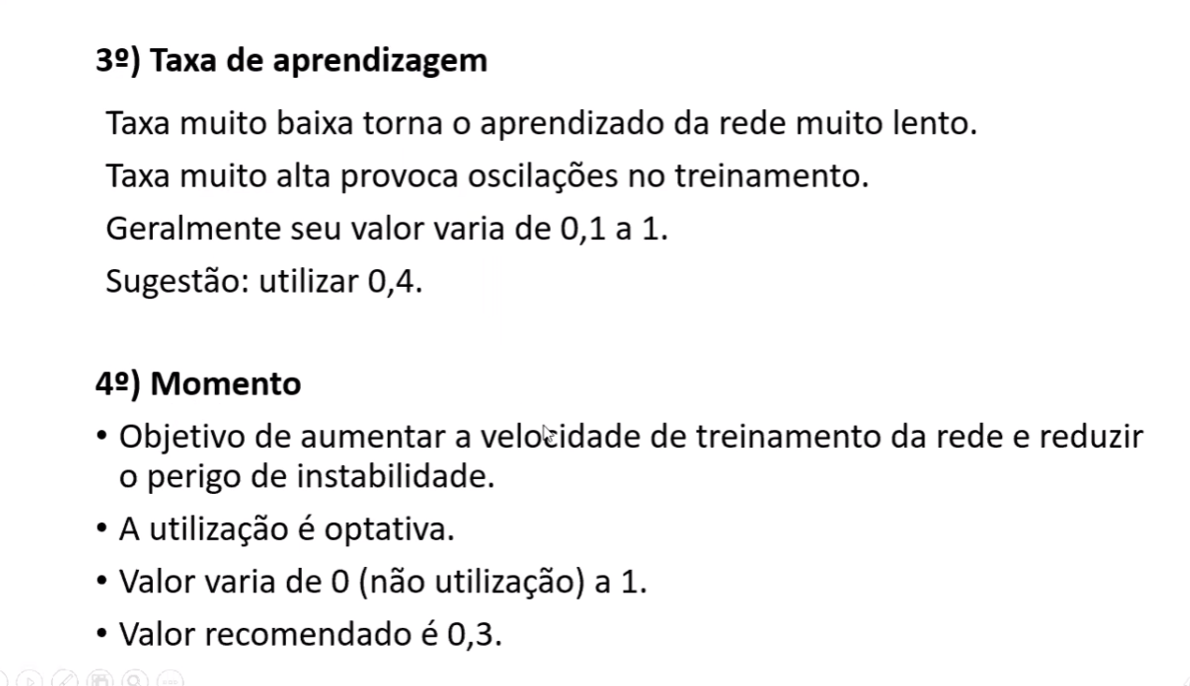 3º) Taxa de aprendizagem
Taxa muito baixa torna o aprendizado da rede muito lento.
Taxa muito alta provoca oscilações no treinamento.
Geralmente seu valor varia de 0,1 a 1.
Sugestão: utilizar 0,4.
4º) Momento
• Objetivo de aumentar a velocidade de treinamento da rede e reduzir
o perigo de instabilidade.
• A utilização é optativa.
• Valor varia de 0 (não utilização) a 1.
• Valor recomendado é 0,3.